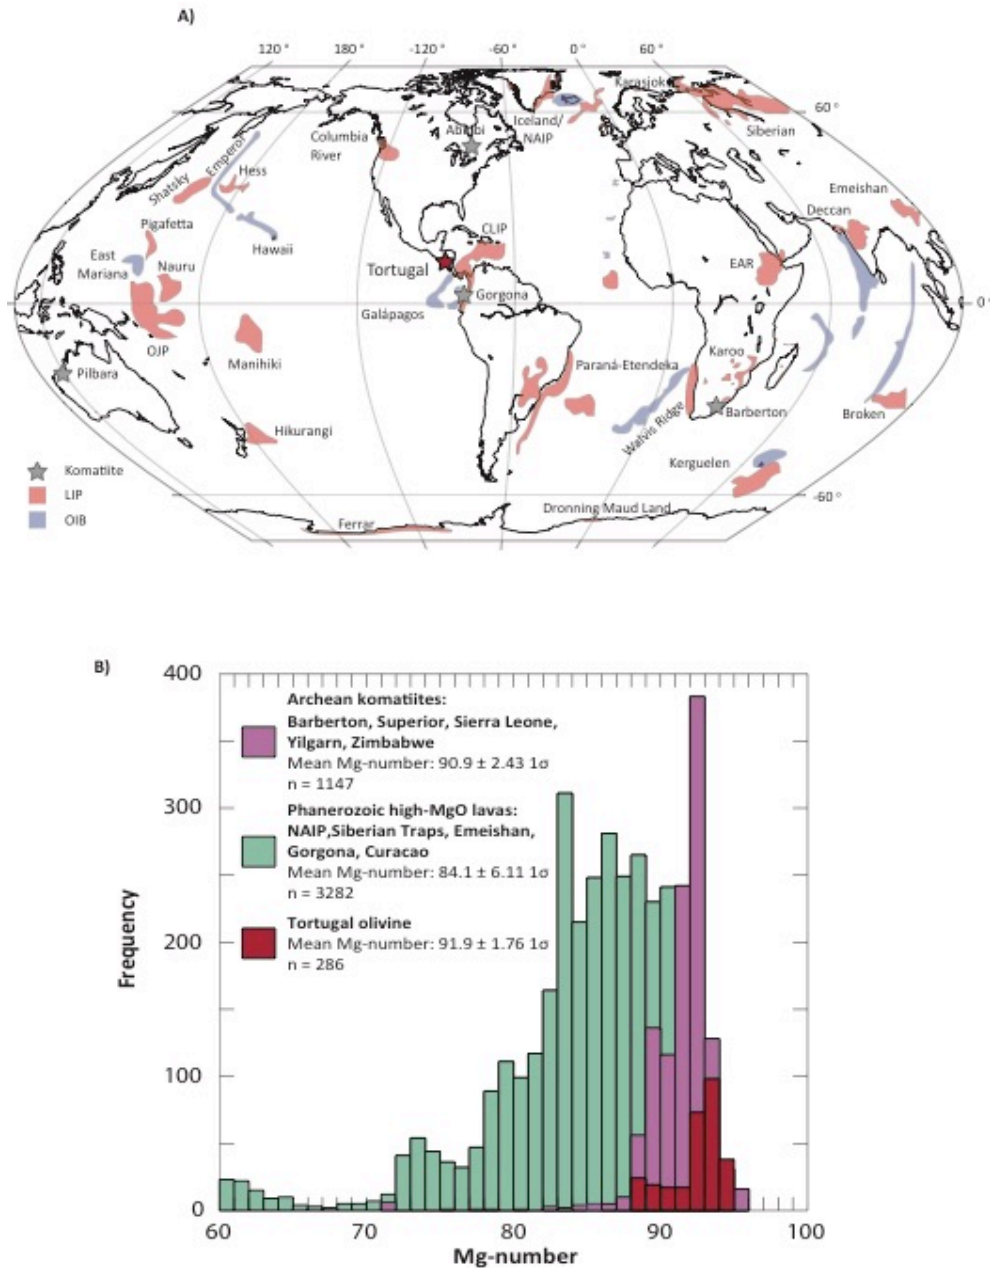 A)
120 °
180 °
-120 °
-60 °
0 °
60 °
Karasjok
60 °
Siberian
Iceland/
NAIP
Abitibi
Columbia
River
Emperor
Shatsky
Hess
Hawaii
Pigafetta
East
Mariana
Nauru
OJP
Manihiki
Pilbara
Hikurangi
CLIP
Tortugal
Gorgona
Galápagos
Emeishan
Deccan
EAR
0 °
Paraná-Etendeka
Karoo
Walvis Ridge
Barberton
Broken
Kerguelen
-60 °
Dronning Maud Land
Ferrar
Komatiite
LIP
OIB
B)
400
300
200
100
0
Frequency
Archean komatiites:
Barberton, Superior, Sierra Leone,
Yilgarn, Zimbabwe
Mean Mg-number: 90.9 ± 2.43 1σ
n = 1147
Phanerozoic high-MgO lavas:
NAIP,Siberian Traps, Emeishan,
Gorgona, Curacao
Mean Mg-number: 84.1 ± 6.11 1σ
n = 3282
Tortugal olivine
Mean Mg-number: 91.9 ± 1.76 1σ
n = 286
60
70
80
90
100
Mg-number